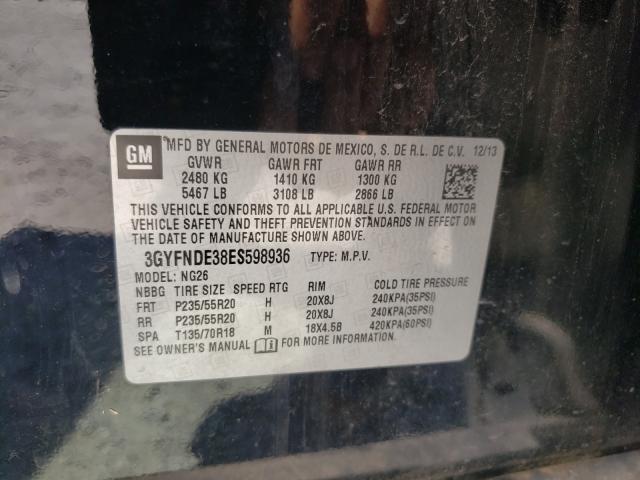 GM MFD BY GENERAL MOTORS DE MEXICO, S. DE R.L. DE C.V. 12/13
GVWR GAWR FRT GAWR RR
2480 KG 1410 KG 1300 KG
5467 LB 3108 LB 2866 LB
THIS VEHICLE CONFORMS TO ALL APPLICABLE U.S. FEDERAL MOTOR
VEHICLE SAFETY AND THEFT PREVENTION STANDARDS IN EFFECT ON
THE DATE OF MANUFACTURE SHOWN ABOVE.
3GYFNDE38ES598936 TYPE: M.P.V.
MODEL: NG26
NBBG TIRE SIZE SPEED RTG RIM COLD TIRE PRESSURE
FRT P235/55R20 H 20X8J 240KPA(35PSI)
RR P235/55R20 H 20X8J 240KPA(35PSI)
SPA T135/70R18 M 18X4.5B 420KPA(60PSI)
SEE OWNER'S MANUAL FOR MORE INFORMATION.